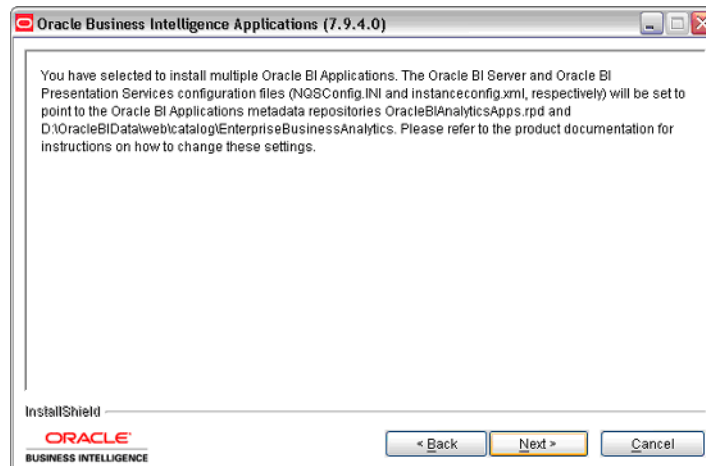 Oracle Business Intelligence Applications (7.9.4.0)
You have selected to install multiple Oracle BI Applications. The Oracle BI Server and Oracle BI
Presentation Services configuration files (NQSConfig.INI and instanceconfig.xml, respectively) will be set to
point to the Oracle BI Applications metadata repositories OracleBIAnalyticsApps.rpd and
D:\OracleBIData\web\catalog\EnterpriseBusinessAnalytics. Please refer to the product documentation for
instructions on how to change these settings.
InstallShield
ORACLE
BUSINESS INTELLIGENCE
< Back
Next >
Cancel